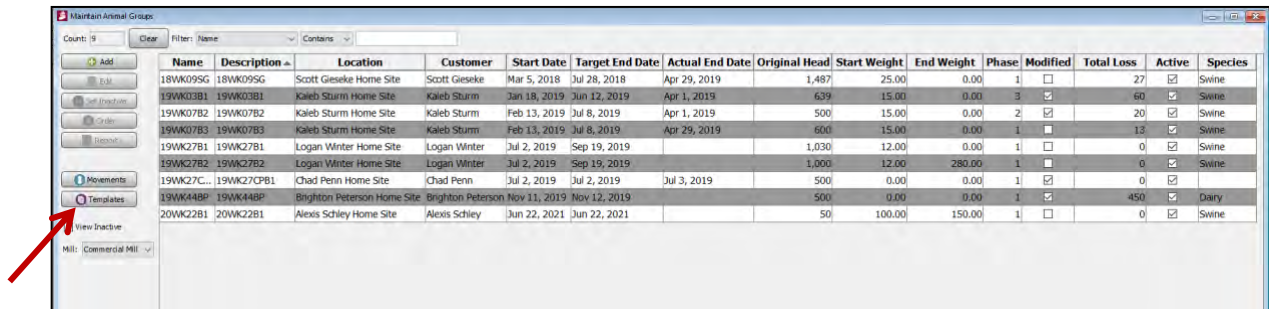 Maintain Animal Groups
Count: 9 Clear Filter: Name Contains
Add
Edit
Set Inactive
Order
Report
Movements
Templates
View Inactive
Mill: Commercial Mill
Name Description Location Customer Start Date Target End Date Actual End Date Original Head Start Weight End Weight Phase Modified Total Loss Active Species
18WK09SG 18WK09SG Scott Gieseke Home Site Scott Gieseke Mar 5, 2018 Jul 28, 2018 Apr 29, 2019 1,487 25.00 0.00 1 27 Swine
19WK03B1 19WK03B1 Kaleb Sturm Home Site Kaleb Sturm Jan 18, 2019 Jun 12, 2019 Apr 1, 2019 639 15.00 0.00 3 60 Swine
19WK07B2 19WK07B2 Kaleb Sturm Home Site Kaleb Sturm Feb 13, 2019 Jul 8, 2019 Apr 1, 2019 500 15.00 0.00 2 20 Swine
19WK07B3 19WK07B3 Kaleb Sturm Home Site Kaleb Sturm Feb 13, 2019 Jul 8, 2019 Apr 29, 2019 600 15.00 0.00 1 13 Swine
19WK27B1 19WK27B1 Logan Winter Home Site Logan Winter Jul 2, 2019 Sep 19, 2019 1,030 12.00 0.00 1 0 Swine
19WK27B2 19WK27B2 Logan Winter Home Site Logan Winter Jul 2, 2019 Sep 19, 2019 1,000 12.00 280.00 1 0 Swine
19WK27C... 19WK27CPB1 Chad Penn Home Site Chad Penn Jul 2, 2019 Jul 2, 2019 Jul 3, 2019 500 0.00 0.00 1 0 Swine
19WK44BP 19WK44BP Brighton Peterson Home Site Brighton Peterson Nov 11, 2019 Nov 12, 2019 500 0.00 0.00 1 450 Dairy
20WK22B1 20WK22B1 Alexis Schley Home Site Alexis Schley Jun 22, 2021 Jun 22, 2021 50 100.00 150.00 1 0 Swine